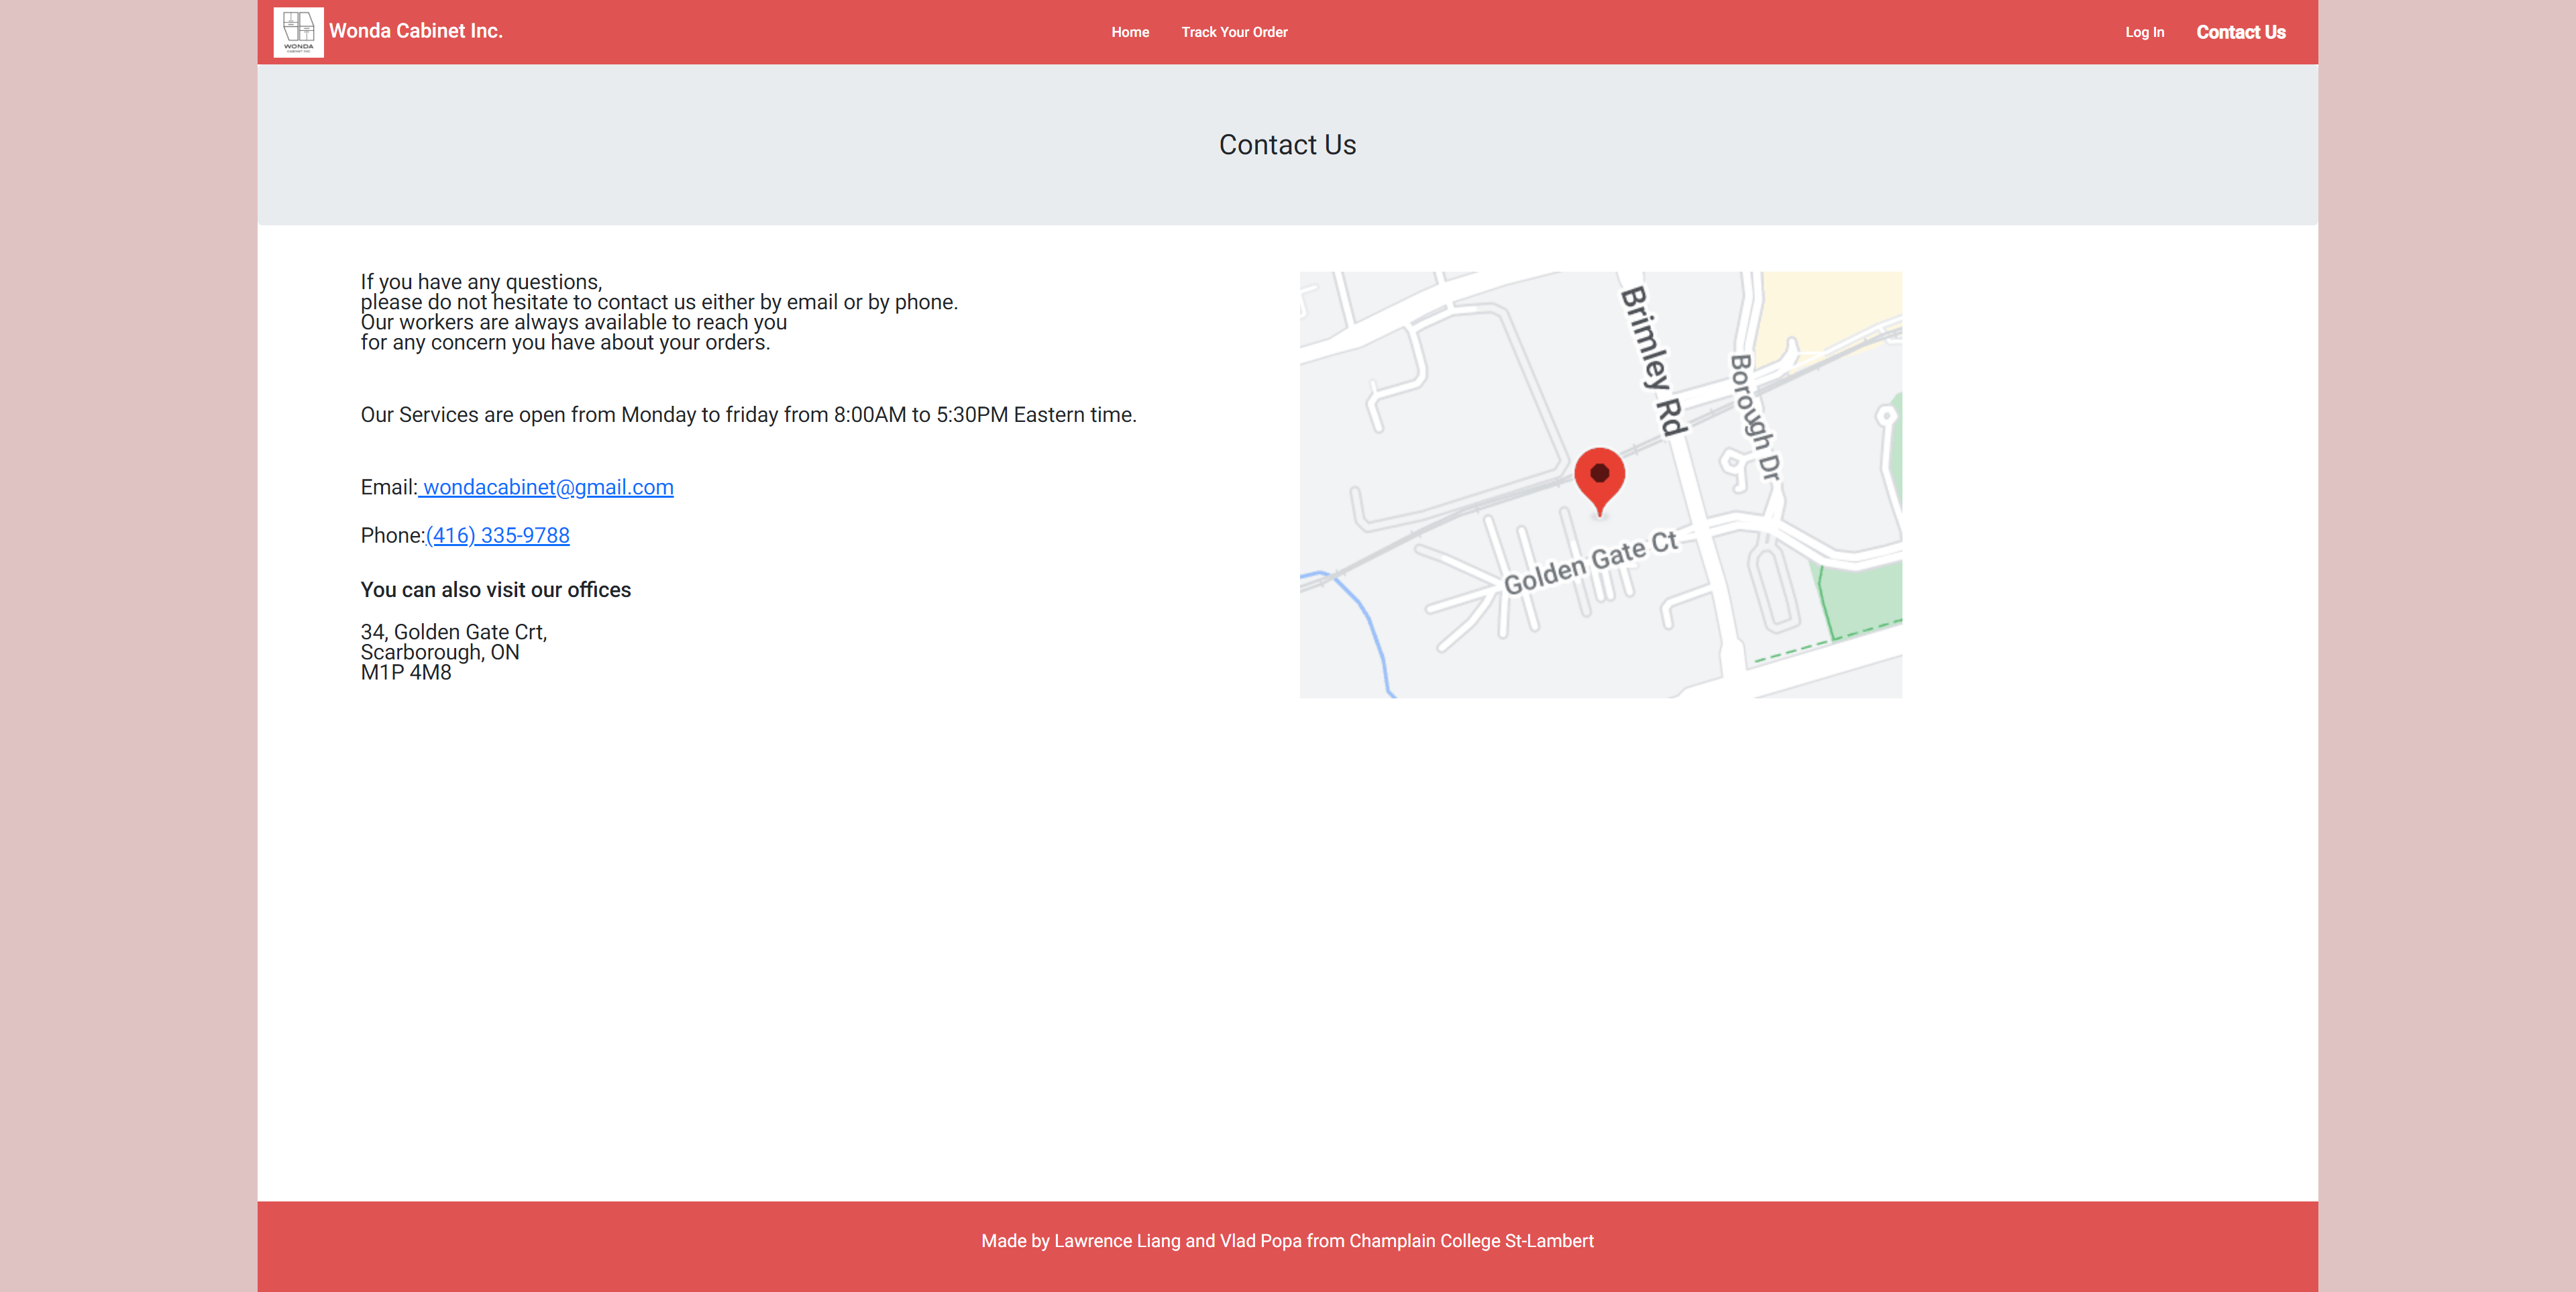 WONDA
CABINET INC.
Wonda Cabinet Inc.
Home
Track Your Order
Log In
Contact Us
Contact Us
If you have any questions,
please do not hesitate to contact us either by email or by phone.
Our workers are always available to reach you
for any concern you have about your orders.
Our Services are open from Monday to friday from 8:00AM to 5:30PM Eastern time.
Email: wondacabinet@gmail.com
Phone:(416) 335-9788
You can also visit our offices
34, Golden Gate Crt,
Scarborough, ON
M1P 4M8
Brimley Rd
Borough Dr
Golden Gate Ct
Made by Lawrence Liang and Vlad Popa from Champlain College St-Lambert